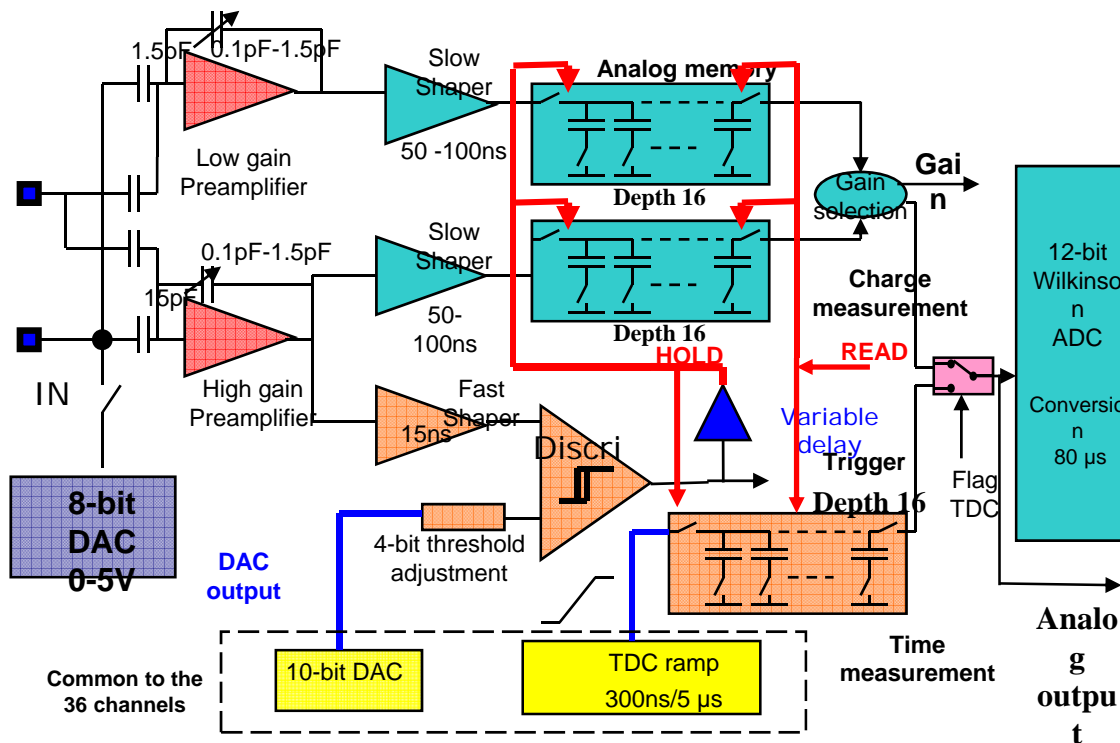 1.5pF
0.1pF-1.5pF
Slow
Shaper
50 -100ns
Analog memory
Low gain
Preamplifier
Depth 16
Gain
selection
Gai
n
0.1pF-1.5pF
15pF
Slow
Shaper
50-
100ns
Depth 16
Charge
measurement
12-bit
Wilkinso
n
ADC
Conversio
n
80 µs
HOLD
READ
IN
High gain
Preamplifier
Fast
Shaper
15ns
Discri
Variable
delay
Trigger
Depth 16
Flag
TDC
8-bit
DAC
0-5V
4-bit threshold
adjustment
DAC
output
Analo
g
outpu
t
Time
measurement
Common to the
36 channels
10-bit DAC
TDC ramp
300ns/5 µs